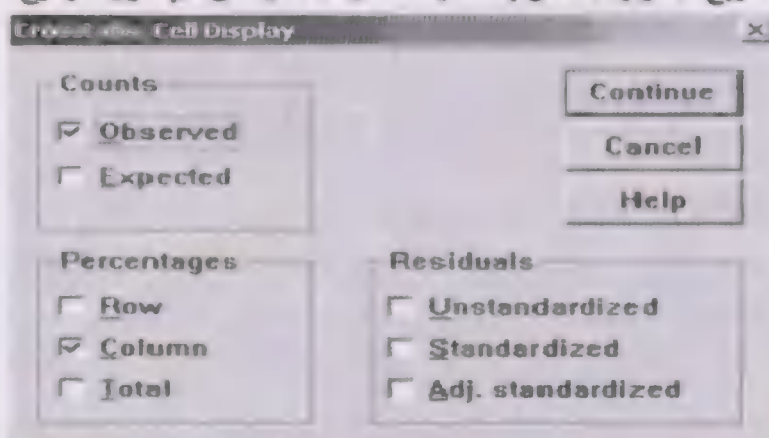 Cell Display
Counts
Observed
Expected
Continue
Cancel
Help
Percentages
Row
Column
Total
Residuals
Unstandardized
Standardized
Adj. standardized